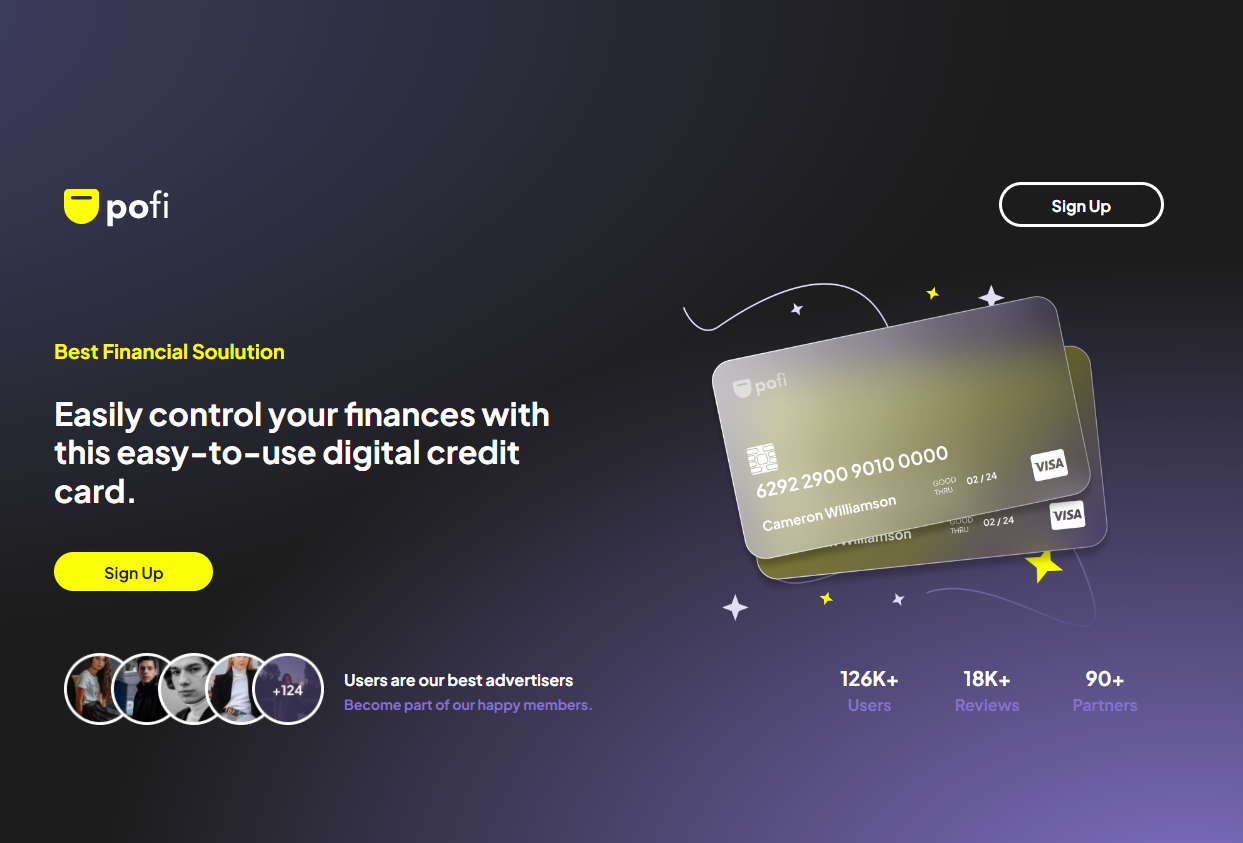 pofi
Sign Up
Best Financial Soulution
Easily control your finances with
this easy-to-use digital credit
card.
Sign Up
pofi
6292 2900 9010 0000
Cameron Williamson
GOOD
THRU
02 / 24
VISA
GOOD
THRU
02 / 24
VISA
+124
Users are our best advertisers
Become part of our happy members.
126K+
Users
18K+
Reviews
90+
Partners